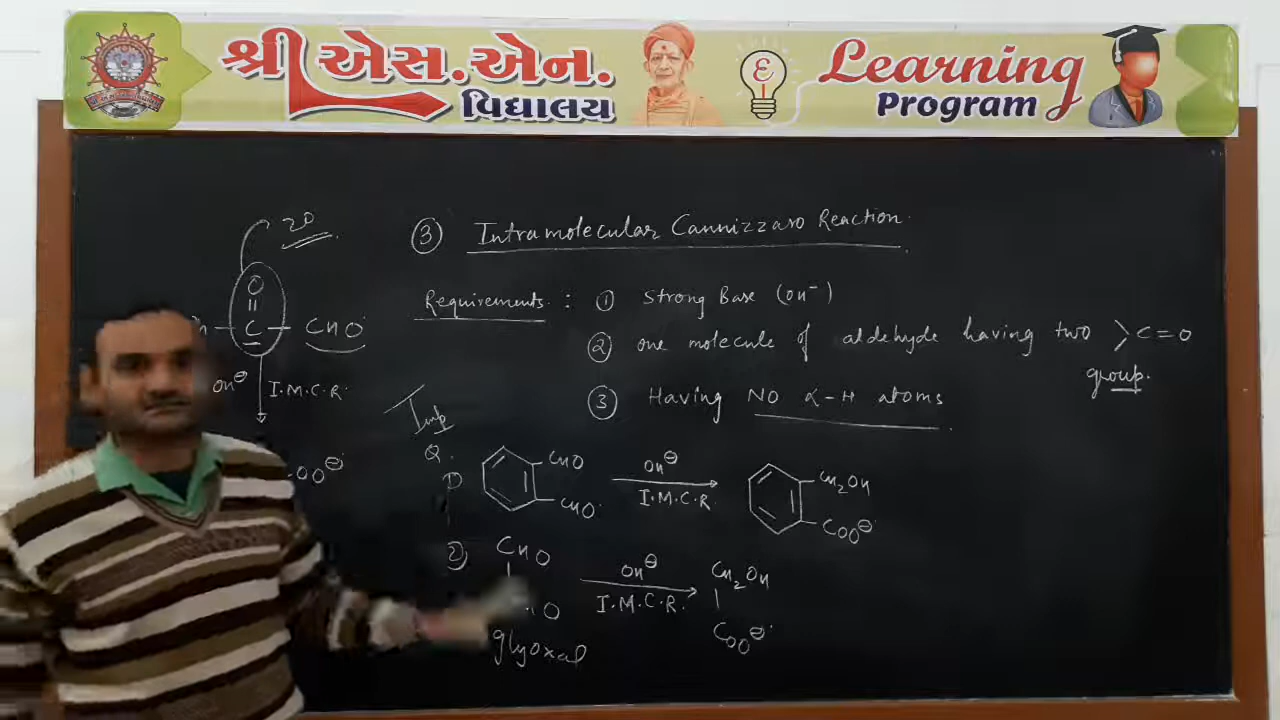 શ્રી એસ.એન. વિદ્યાલય
Learning Program
③ Intramolecular Cannizzaro Reaction.
Requirements : ① Strong Base (OH⁻)
② one molecule of aldehyde having two >C=O group.
③ Having NO α-H atoms
20
O
||
C — CHO
OH⊖ I.M.C.R.
OO⊖
Imp
Q.
1) CHO CHO OH⊖ I.M.C.R. CH₂OH COO⊖
2) CHO HO OH⊖ I.M.C.R. CH₂OH COO⊖
glyoxal